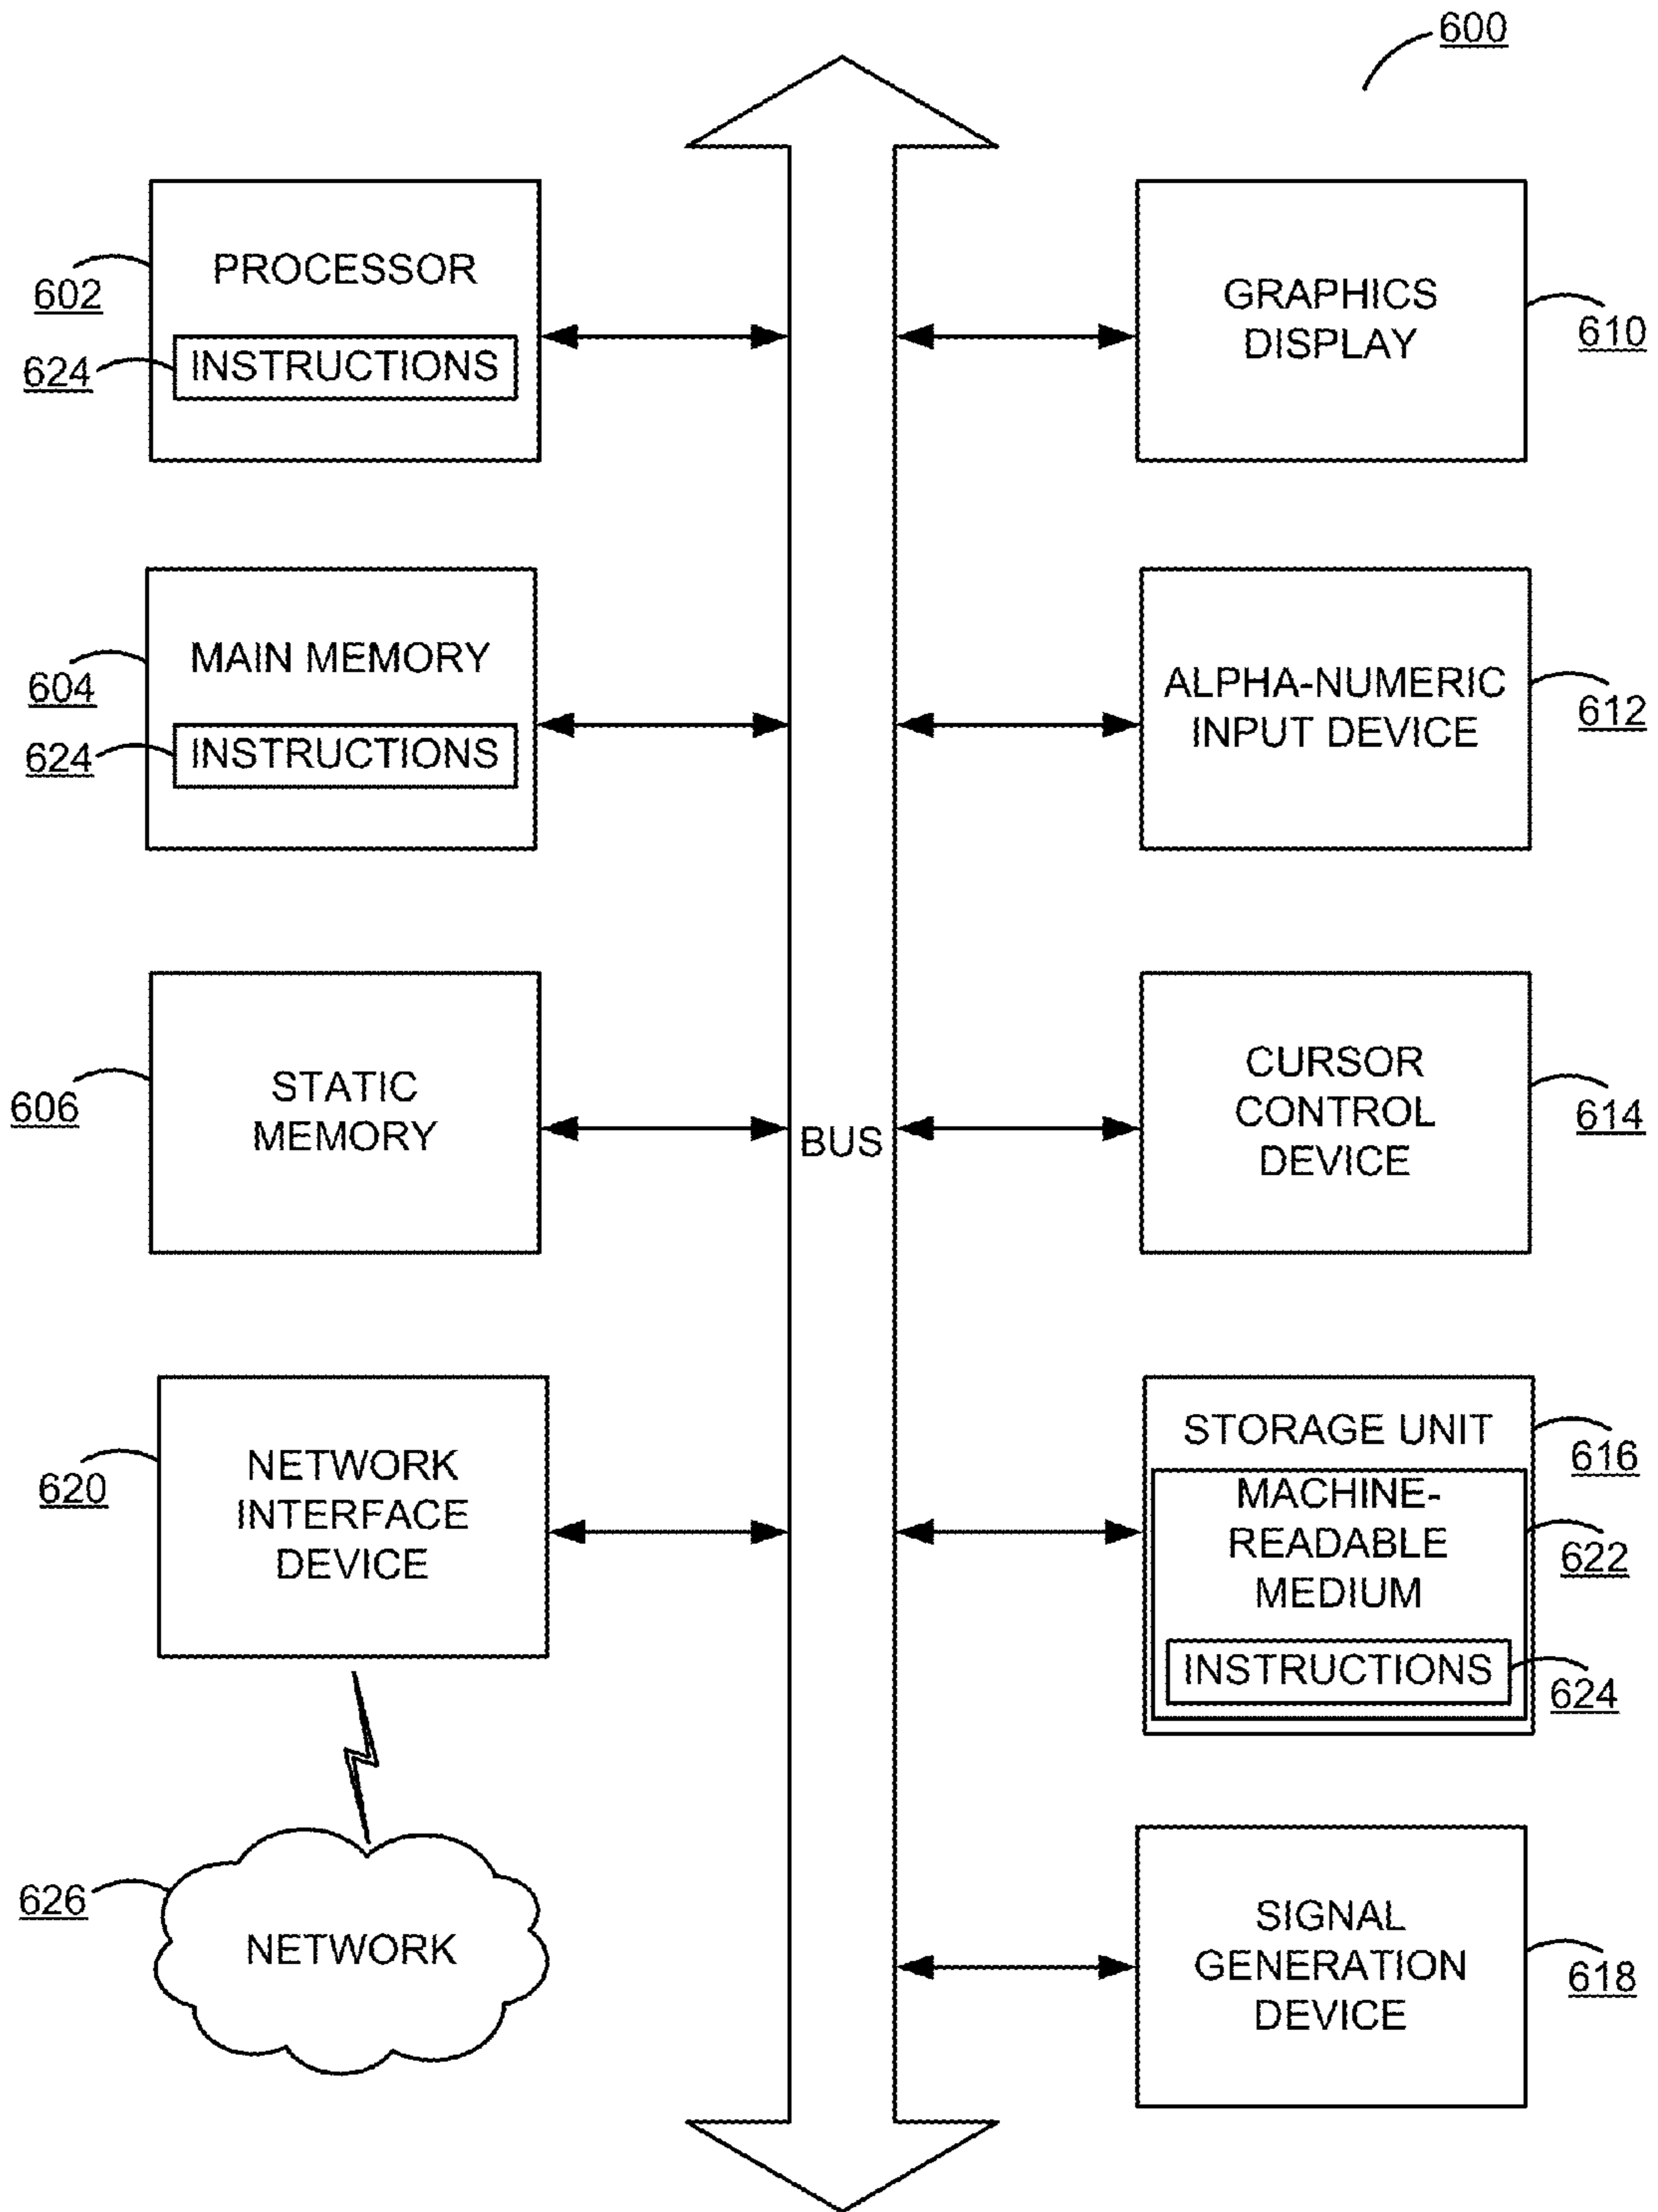 600
PROCESSOR
602
624
INSTRUCTIONS
GRAPHICS
DISPLAY
610
MAIN MEMORY
604
624
INSTRUCTIONS
ALPHA-NUMERIC
INPUT DEVICE
612
STATIC
MEMORY
606
BUS
CURSOR
CONTROL
DEVICE
614
NETWORK
INTERFACE
DEVICE
620
STORAGE UNIT
616
MACHINE-
READABLE
MEDIUM
622
INSTRUCTIONS
624
626
NETWORK
SIGNAL
GENERATION
DEVICE
618